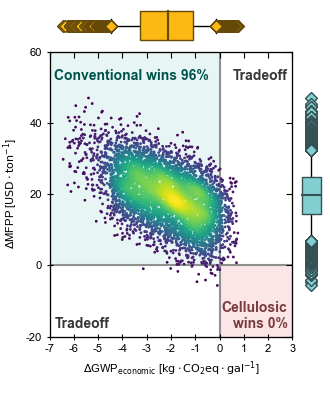 60
Conventional wins 96%
Tradeoff
40
20
0
-20
ΔMFPP [USD · ton⁻¹]
Cellulosic
wins 0%
Tradeoff
-7 -6 -5 -4 -3 -2 -1 0 1 2 3
ΔGWP_economic [kg · CO₂eq · gal⁻¹]